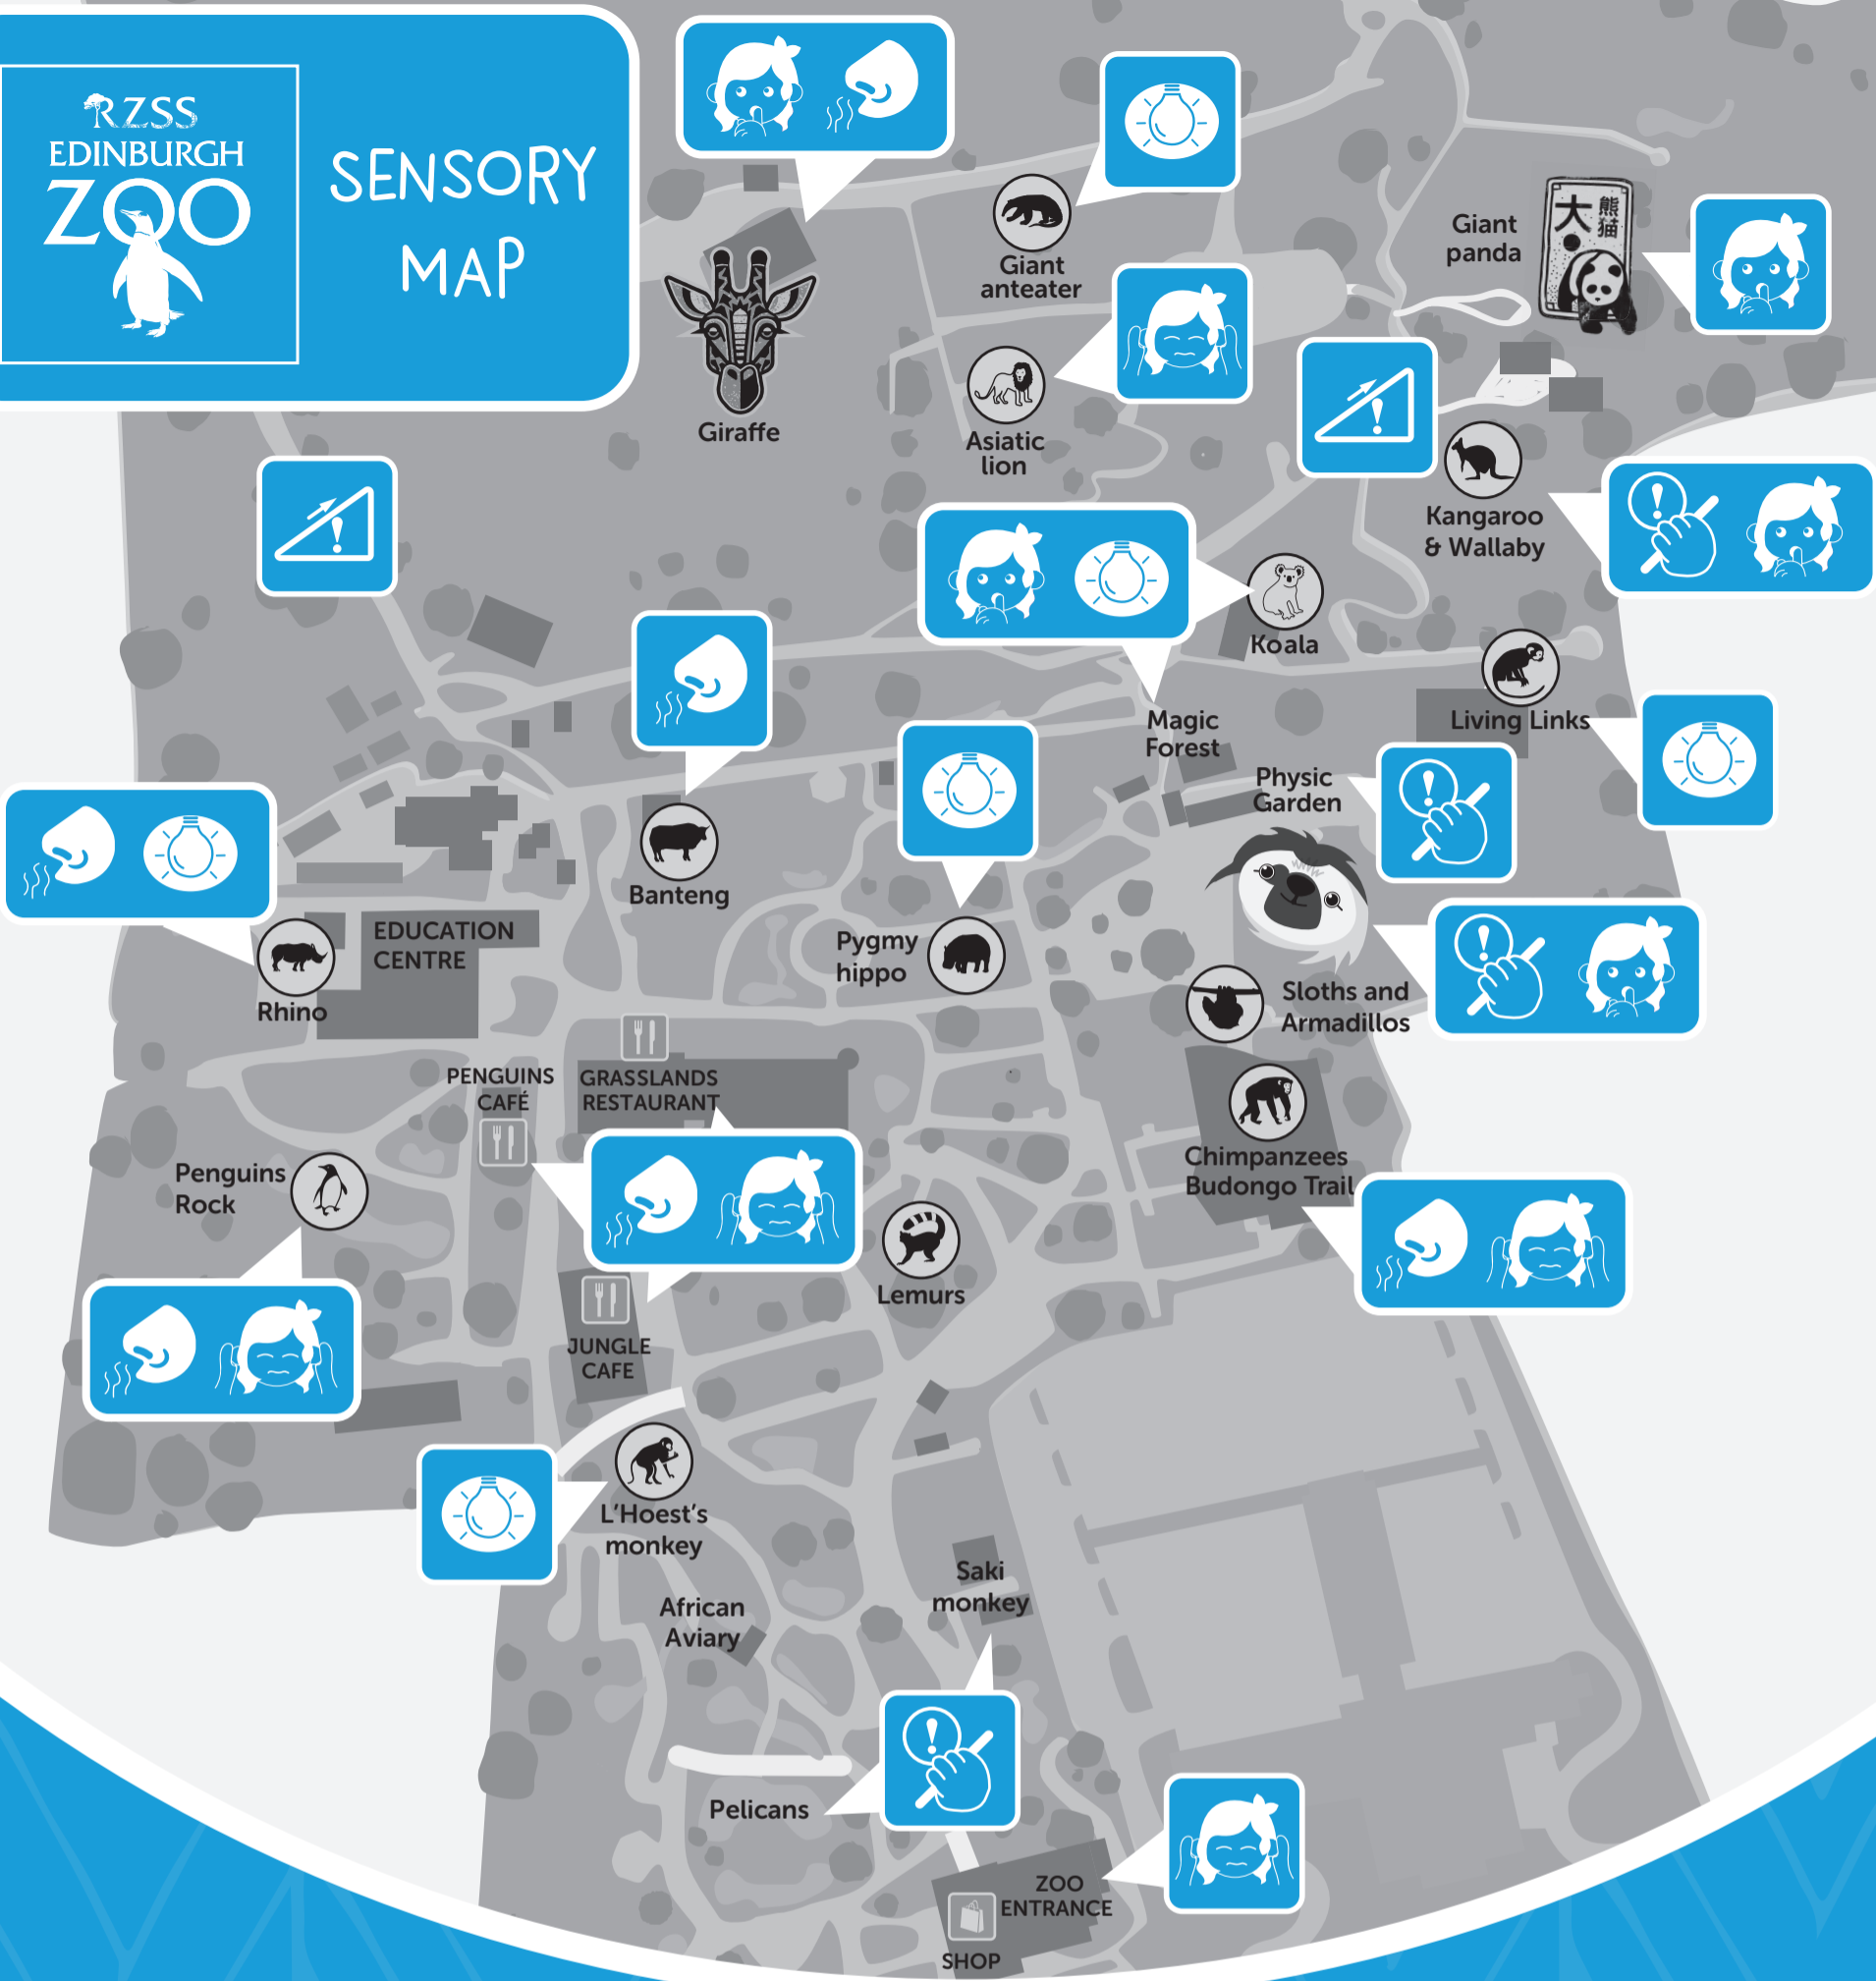 RZSS
EDINBURGH
ZOO
SENSORY
MAP
Giraffe
Giant
anteater
Asiatic
lion
Giant
panda
大熊猫
Kangaroo
& Wallaby
Koala
Living Links
Magic
Forest
Physic
Garden
Banteng
Pygmy
hippo
Rhino
EDUCATION
CENTRE
Sloths and
Armadillos
PENGUINS
CAFÉ
GRASSLANDS
RESTAURANT
Chimpanzees
Budongo Trail
Penguins
Rock
Lemurs
JUNGLE
CAFE
L'Hoest's
monkey
African
Aviary
Saki
monkey
Pelicans
ZOO
ENTRANCE
SHOP